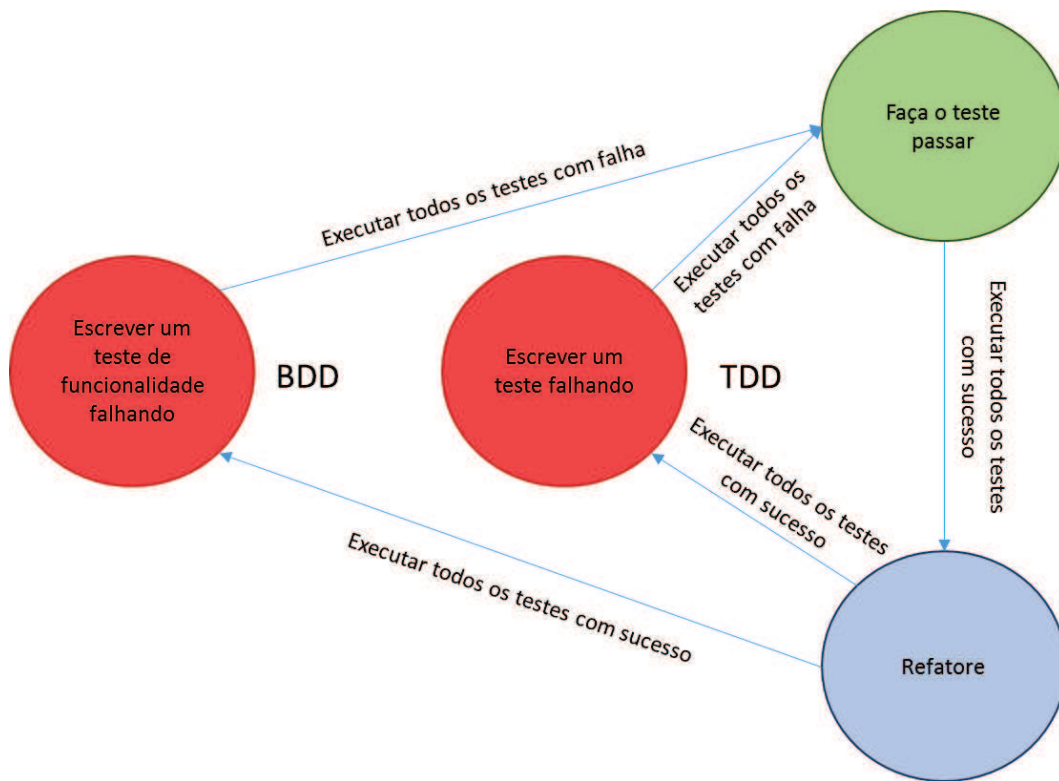 Faça o teste
passar
Executar todos os testes com falha
Executar todos os
testes com falha
Escrever um
teste de
funcionalidade
falhando
BDD
Escrever um
teste falhando
TDD
Executar todos os testes
com sucesso
Executar todos os testes
com sucesso
Executar todos os testes com sucesso
Refatore